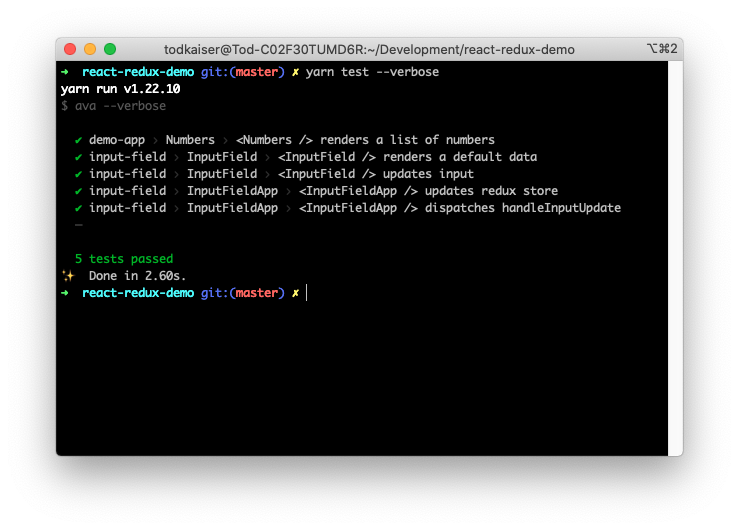 todkaiser@Tod-C02F30TUMD6R:~/Development/react-redux-demo ⌥⌘2
➜ react-redux-demo git:(master) ✗ yarn test --verbose
yarn run v1.22.10
$ ava --verbose
✔ demo-app › Numbers › <Numbers /> renders a list of numbers
✔ input-field › InputField › <InputField /> renders a default data
✔ input-field › InputField › <InputField /> updates input
✔ input-field › InputFieldApp › <InputFieldApp /> updates redux store
✔ input-field › InputFieldApp › <InputFieldApp /> dispatches handleInputUpdate
─
5 tests passed
✨ Done in 2.60s.
➜ react-redux-demo git:(master) ✗